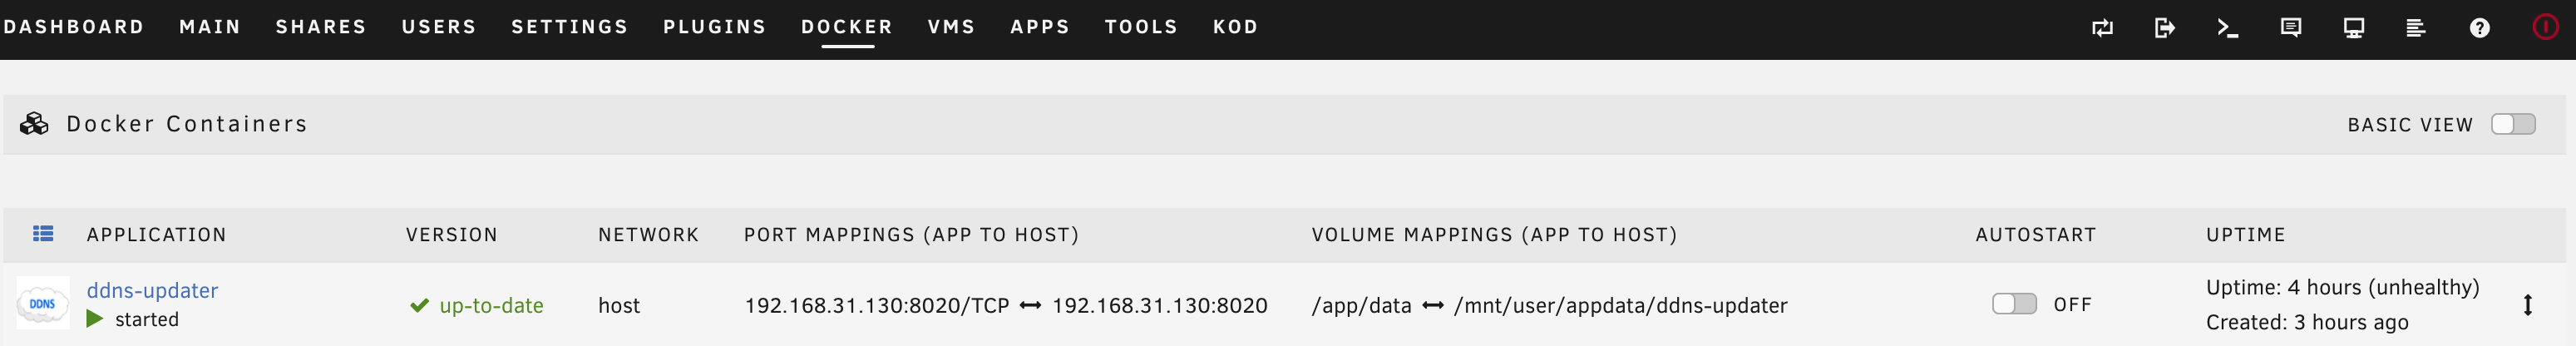 DASHBOARD MAIN SHARES USERS SETTINGS PLUGINS DOCKER VMS APPS TOOLS KOD
Docker Containers
BASIC VIEW
APPLICATION VERSION NETWORK PORT MAPPINGS (APP TO HOST) VOLUME MAPPINGS (APP TO HOST) AUTOSTART UPTIME
DDNS
ddns-updater
started
up-to-date
host
192.168.31.130:8020/TCP ↔ 192.168.31.130:8020
/app/data ↔ /mnt/user/appdata/ddns-updater
OFF
Uptime: 4 hours (unhealthy)
Created: 3 hours ago